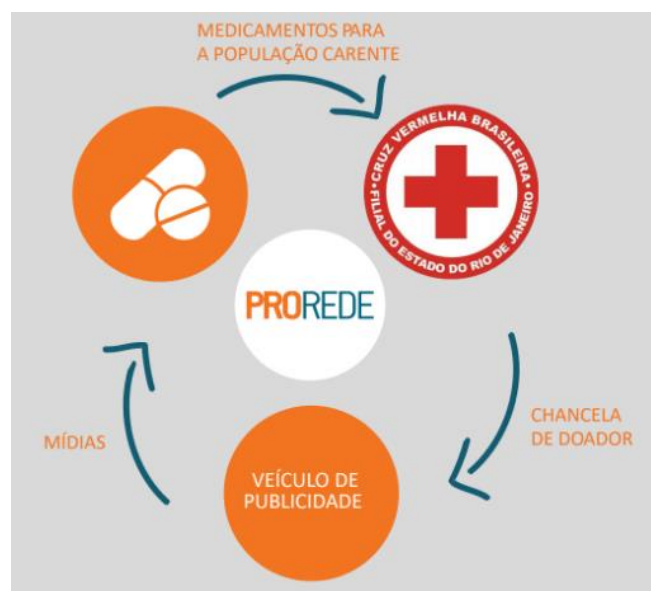 MEDICAMENTOS PARA
A POPULAÇÃO CARENTE
•CRUZ VERMELHA BRASILEIRA•
FILIAL DO ESTADO DO RIO DE JANEIRO
PROREDE
CHANCELA
DE DOADOR
MÍDIAS
VEÍCULO DE
PUBLICIDADE